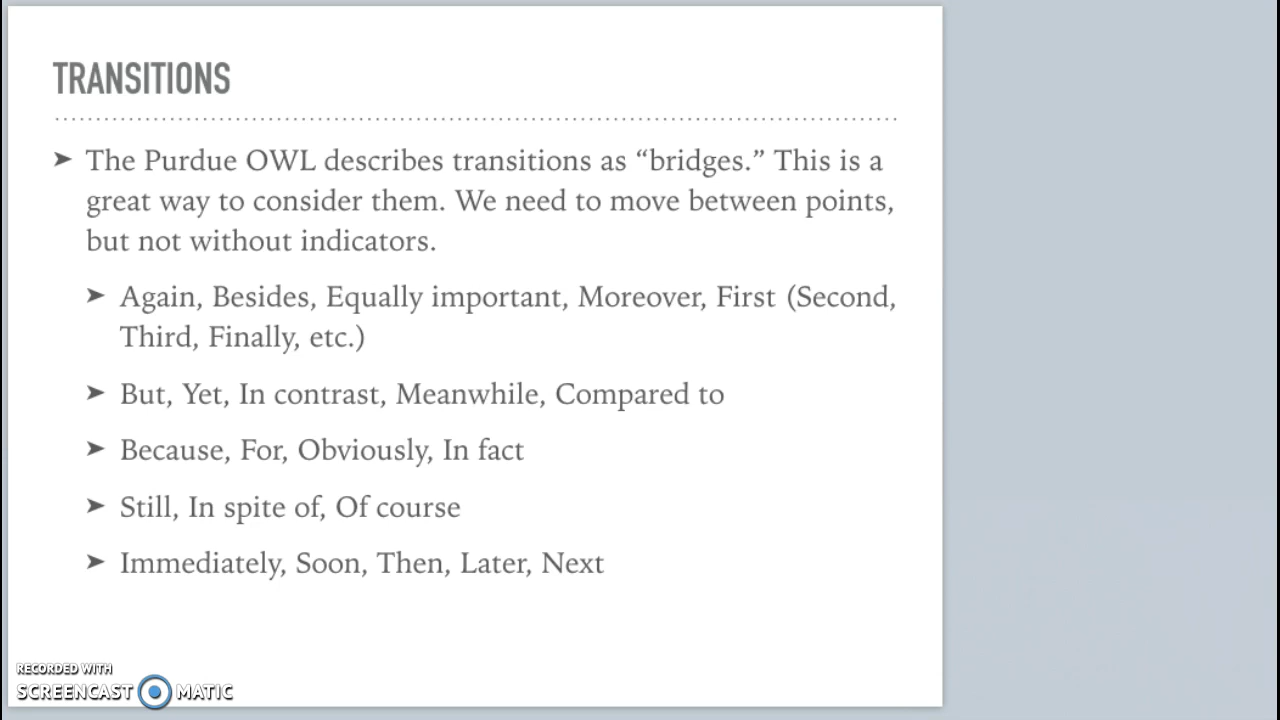 TRANSITIONS
➤ The Purdue OWL describes transitions as “bridges.” This is a
great way to consider them. We need to move between points,
but not without indicators.
➤ Again, Besides, Equally important, Moreover, First (Second,
Third, Finally, etc.)
➤ But, Yet, In contrast, Meanwhile, Compared to
➤ Because, For, Obviously, In fact
➤ Still, In spite of, Of course
➤ Immediately, Soon, Then, Later, Next
RECORDED WITH
SCREENCAST MATIC